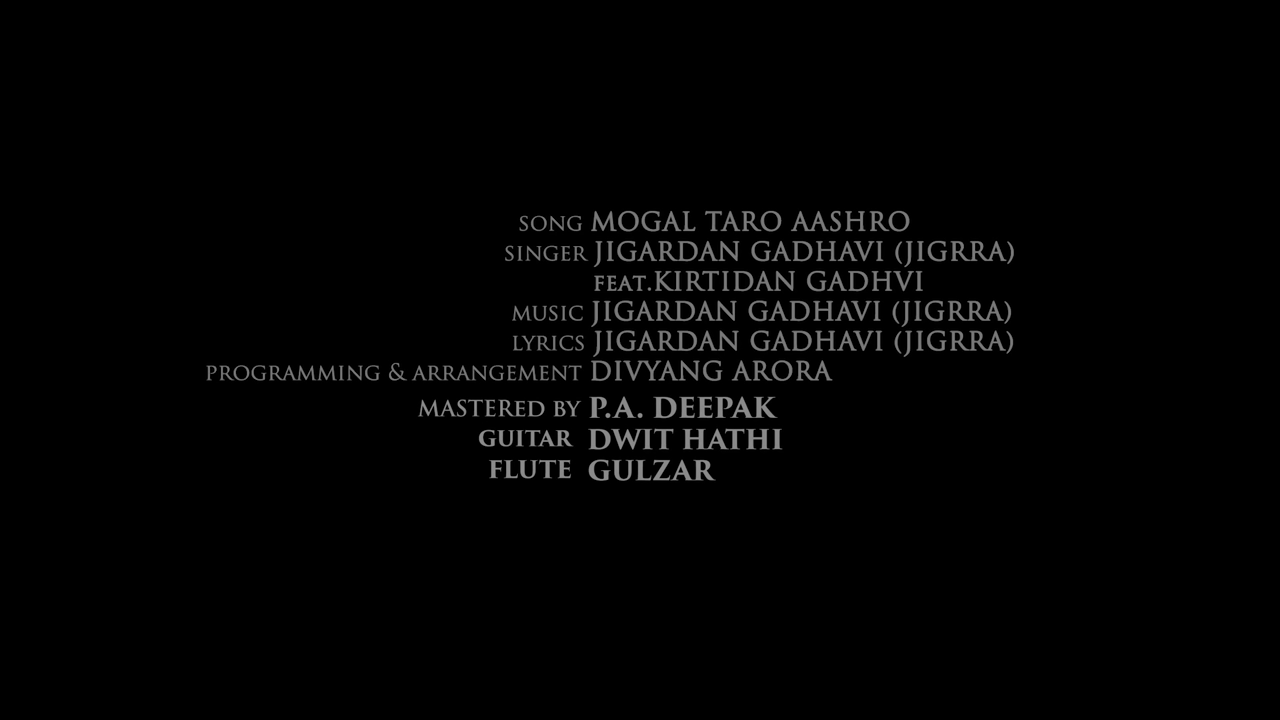 SONG MOGAL TARO AASHRO
SINGER JIGARDAN GADHAVI (JIGRRA)
FEAT.KIRTIDAN GADHVI
MUSIC JIGARDAN GADHAVI (JIGRRA)
LYRICS JIGARDAN GADHAVI (JIGRRA)
PROGRAMMING & ARRANGEMENT DIVYANG ARORA
MASTERED BY P.A. DEEPAK
GUITAR DWIT HATHI
FLUTE GULZAR